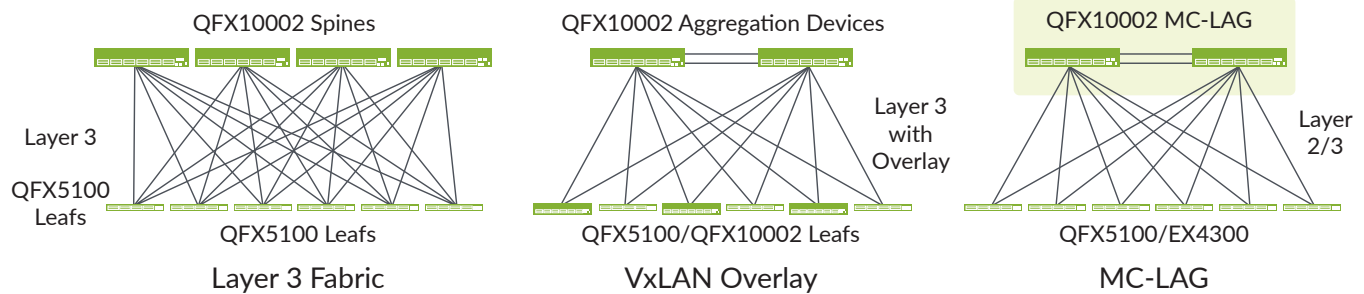 QFX10002 Spines
Layer 3
QFX5100
Leafs
QFX5100 Leafs
Layer 3 Fabric
QFX10002 Aggregation Devices
Layer 3
with
Overlay
QFX5100/QFX10002 Leafs
VxLAN Overlay
QFX10002 MC-LAG
Layer
2/3
QFX5100/EX4300
MC-LAG